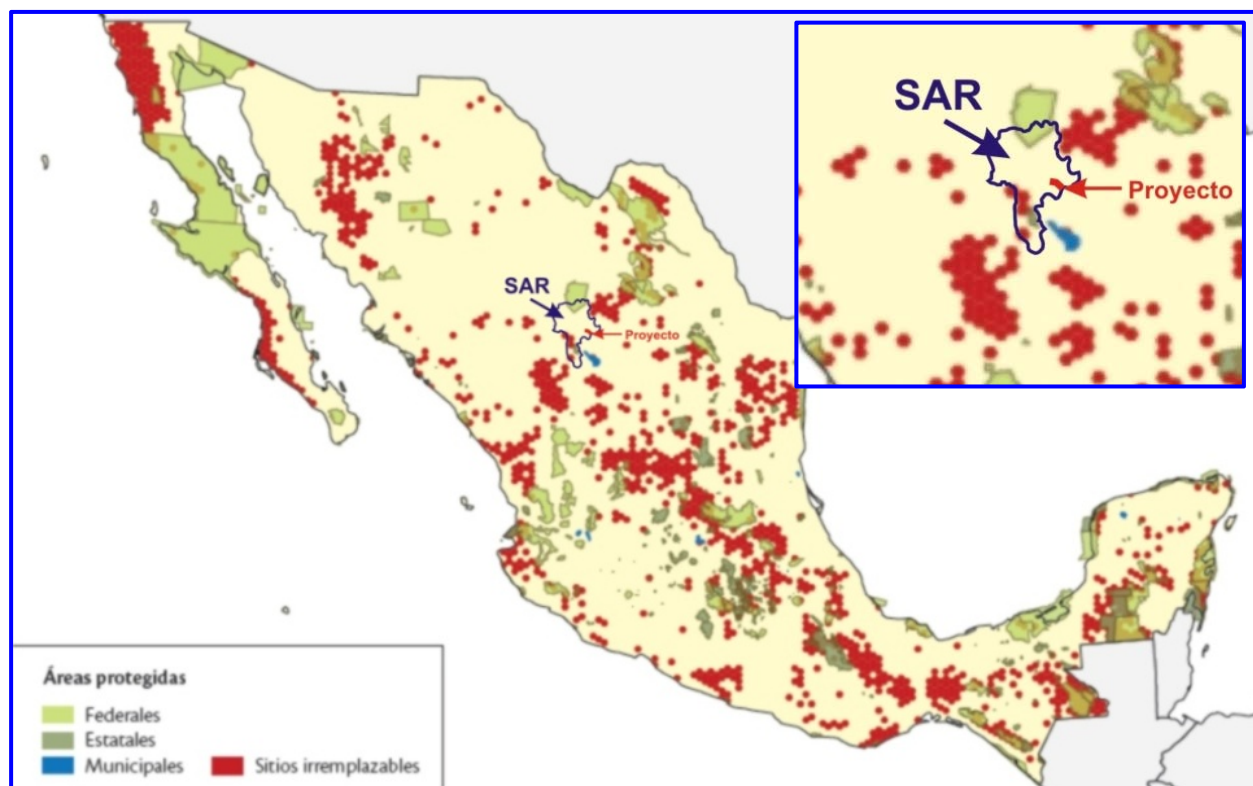 SAR
Proyecto
SAR
Proyecto
Áreas protegidas
Federales
Estatales
Municipales
Sitios irremplazables